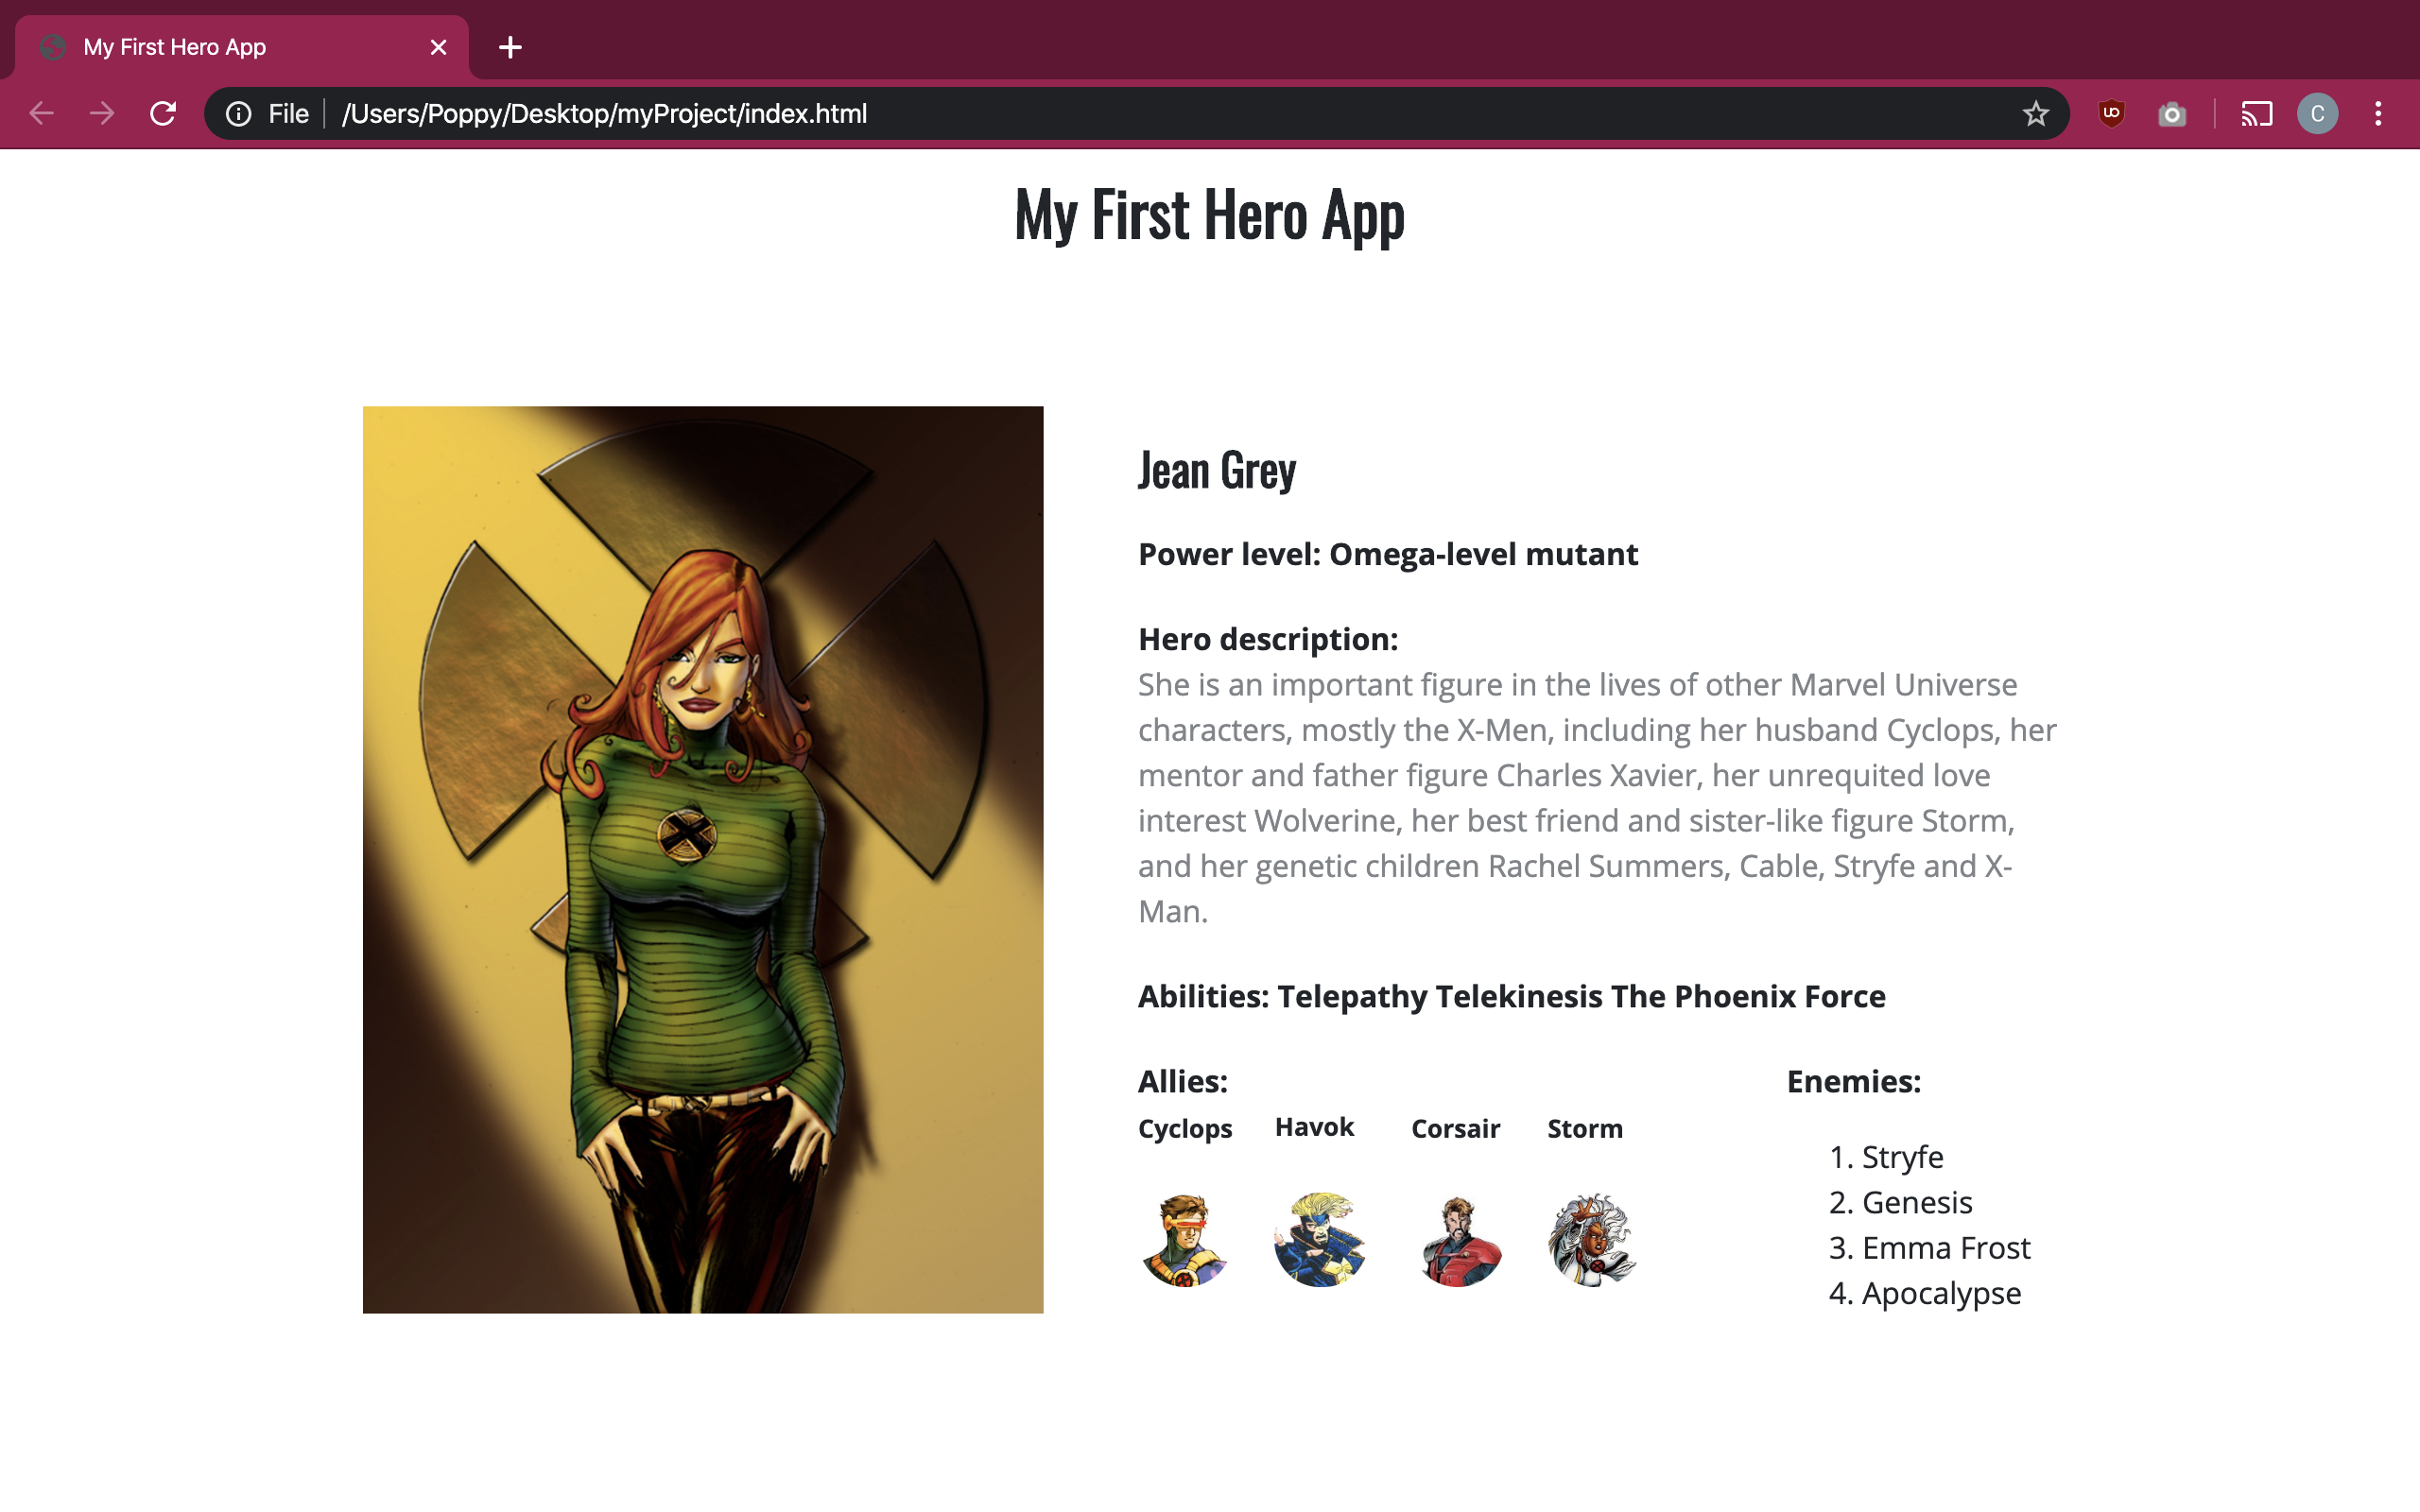 My First Hero App
File /Users/Poppy/Desktop/myProject/index.html
C
My First Hero App
Jean Grey
Power level: Omega-level mutant
Hero description:
She is an important figure in the lives of other Marvel Universe
characters, mostly the X-Men, including her husband Cyclops, her
mentor and father figure Charles Xavier, her unrequited love
interest Wolverine, her best friend and sister-like figure Storm,
and her genetic children Rachel Summers, Cable, Stryfe and X-
Man.
Abilities: Telepathy Telekinesis The Phoenix Force
Allies:
Cyclops Havok Corsair Storm
Enemies:
1. Stryfe
2. Genesis
3. Emma Frost
4. Apocalypse